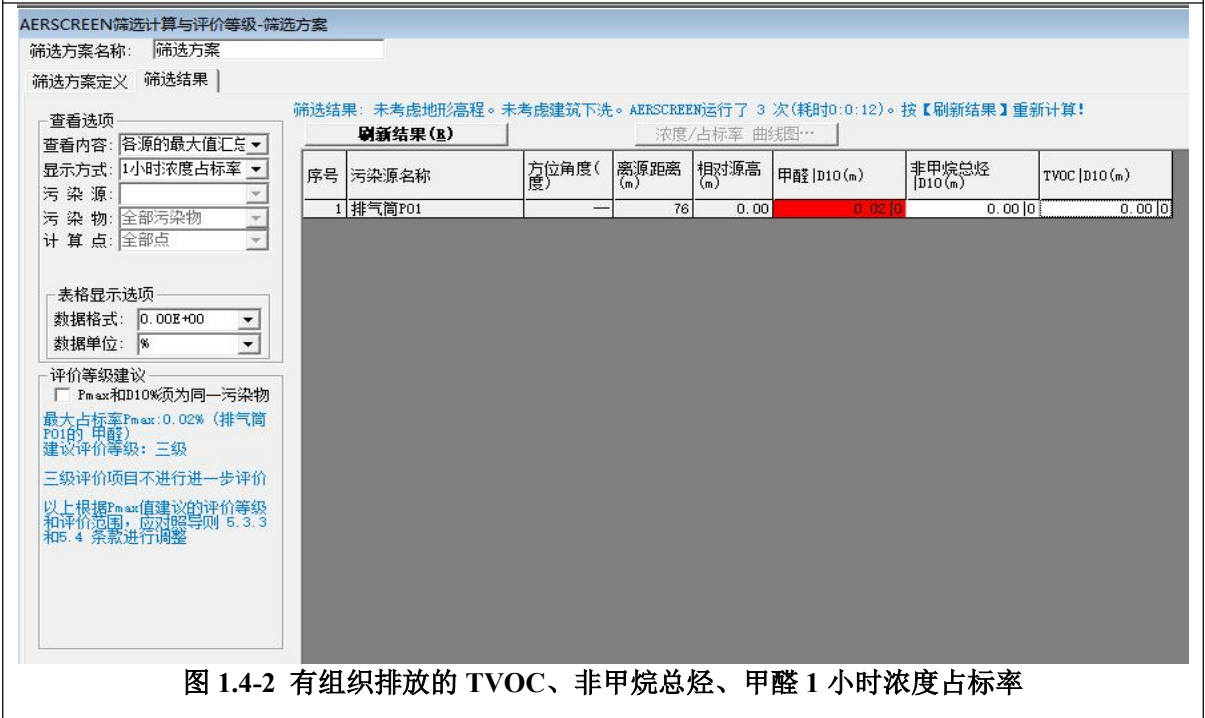 AERSCREEN筛选计算与评价等级-筛选方案
筛选方案名称: 筛选方案
筛选方案定义 筛选结果
筛选结果: 未考虑地形高程。未考虑建筑下洗。AERSCREEN运行了 3 次(耗时0:0:12)。按【刷新结果】重新计算!
查看选项
查看内容: 各源的最大值汇总
显示方式: 1小时浓度占标率
污 染 源:
污 染 物: 全部污染物
计 算 点: 全部点
刷新结果(R) 浓度/占标率 曲线图…
序号 污染源名称 方位角度(度) 离源距离(m) 相对源高(m) 甲醛|D10(m) 非甲烷总烃|D10(m) TVOC|D10(m)
1 排气筒P01 — 76 0.00 0.02|0 0.00|0 0.00|0
表格显示选项
数据格式: 0.00E+00
数据单位: %
评价等级建议
Pmax和D10%须为同一污染物
最大占标率Pmax:0.02% (排气筒
P01的 甲醛)
建议评价等级: 三级
三级评价项目不进行进一步评价
以上根据Pmax值建议的评价等级
和评价范围，应对照导则 5.3.3
和5.4 条款进行调整
图 1.4-2 有组织排放的 TVOC、非甲烷总烃、甲醛 1 小时浓度占标率